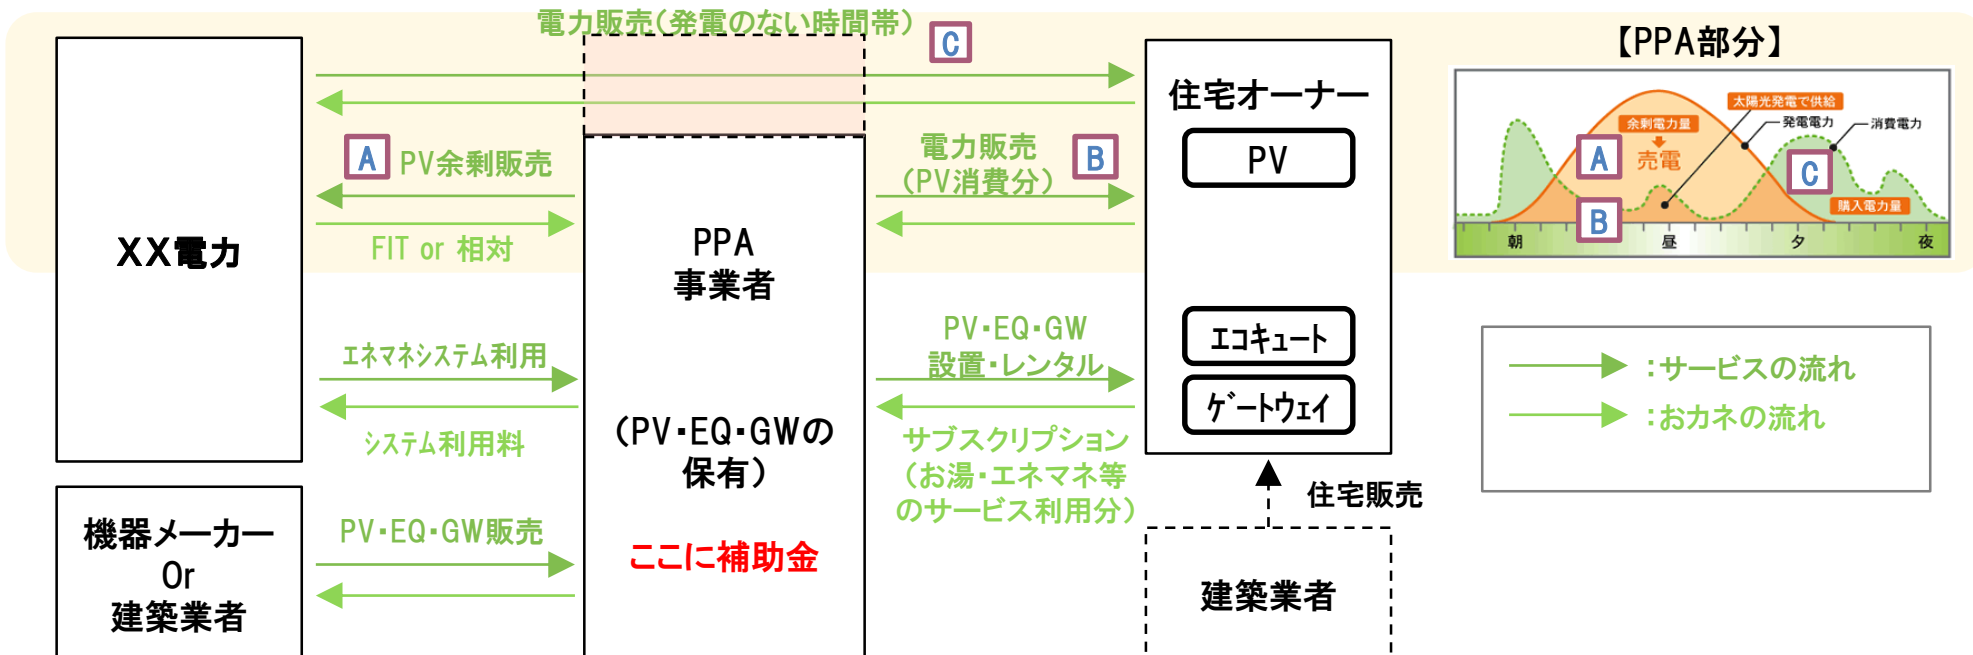 電力販売（発電のない時間帯）
C
XX電力
A
PV余剰販売
FIT or 相対
エネマネシステム利用
システム利用料
機器メーカー
Or
建築業者
PV・EQ・GW販売
PPA
事業者
（PV・EQ・GWの
保有）
ここに補助金
電力販売
（PV消費分）
B
PV・EQ・GW
設置・レンタル
サブスクリプション
（お湯・エネマネ等
のサービス利用分）
住宅オーナー
PV
エコキュート
ゲートウェイ
住宅販売
建築業者
【PPA部分】
太陽光発電で供給
余剰電力量
発電電力
消費電力
A
売電
C
B
購入電力量
朝
昼
夕
夜
：サービスの流れ
：おカネの流れ